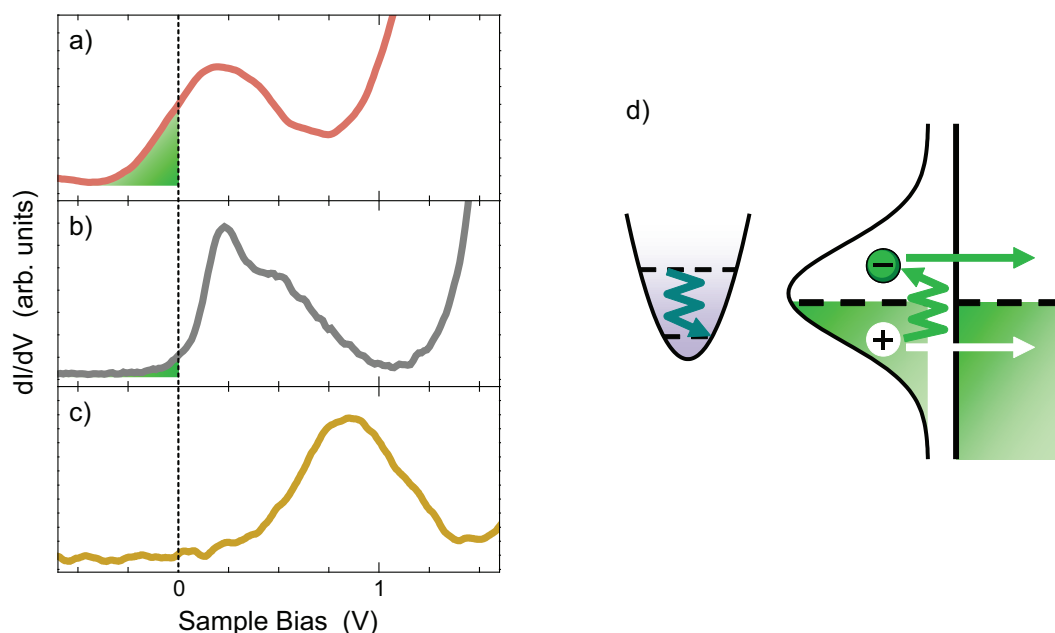 a)
b)
c)
dI/dV (arb. units)
0
1
Sample Bias (V)
d)
−
+